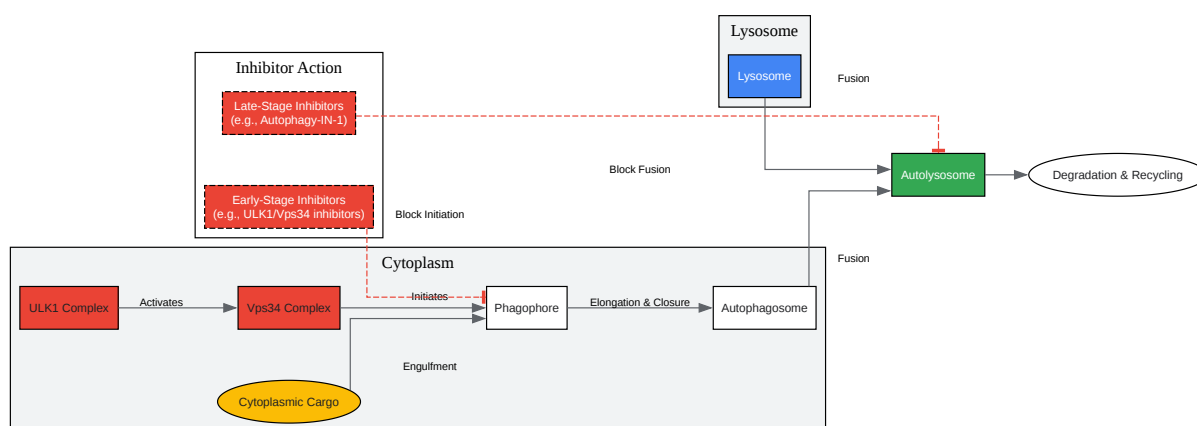 Lysosome
Lysosome
Fusion
Inhibitor Action
Late-Stage Inhibitors
(e.g., Autophagy-IN-1)
Block Fusion
Autolysosome
Degradation & Recycling
Early-Stage Inhibitors
(e.g., ULK1/Vps34 inhibitors)
Block Initiation
Fusion
Cytoplasm
ULK1 Complex
Activates
Vps34 Complex
Initiates
Phagophore
Elongation & Closure
Autophagosome
Engulfment
Cytoplasmic Cargo